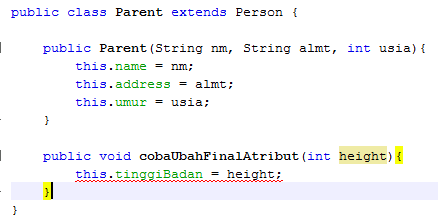 public class Parent extends Person {
public Parent(String nm, String almt, int usia){
this.name = nm;
this.address = almt;
this.umur = usia;
}
public void cobaUbahFinalAtribut(int height){
this.tinggiBadan = height;
}
}